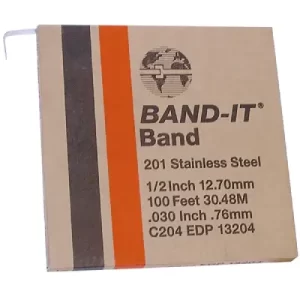 BAND-IT®
Band
201 Stainless Steel
1/2 Inch 12.70mm
100 Feet 30.48M
.030 Inch .76mm
C204 EDP 13204